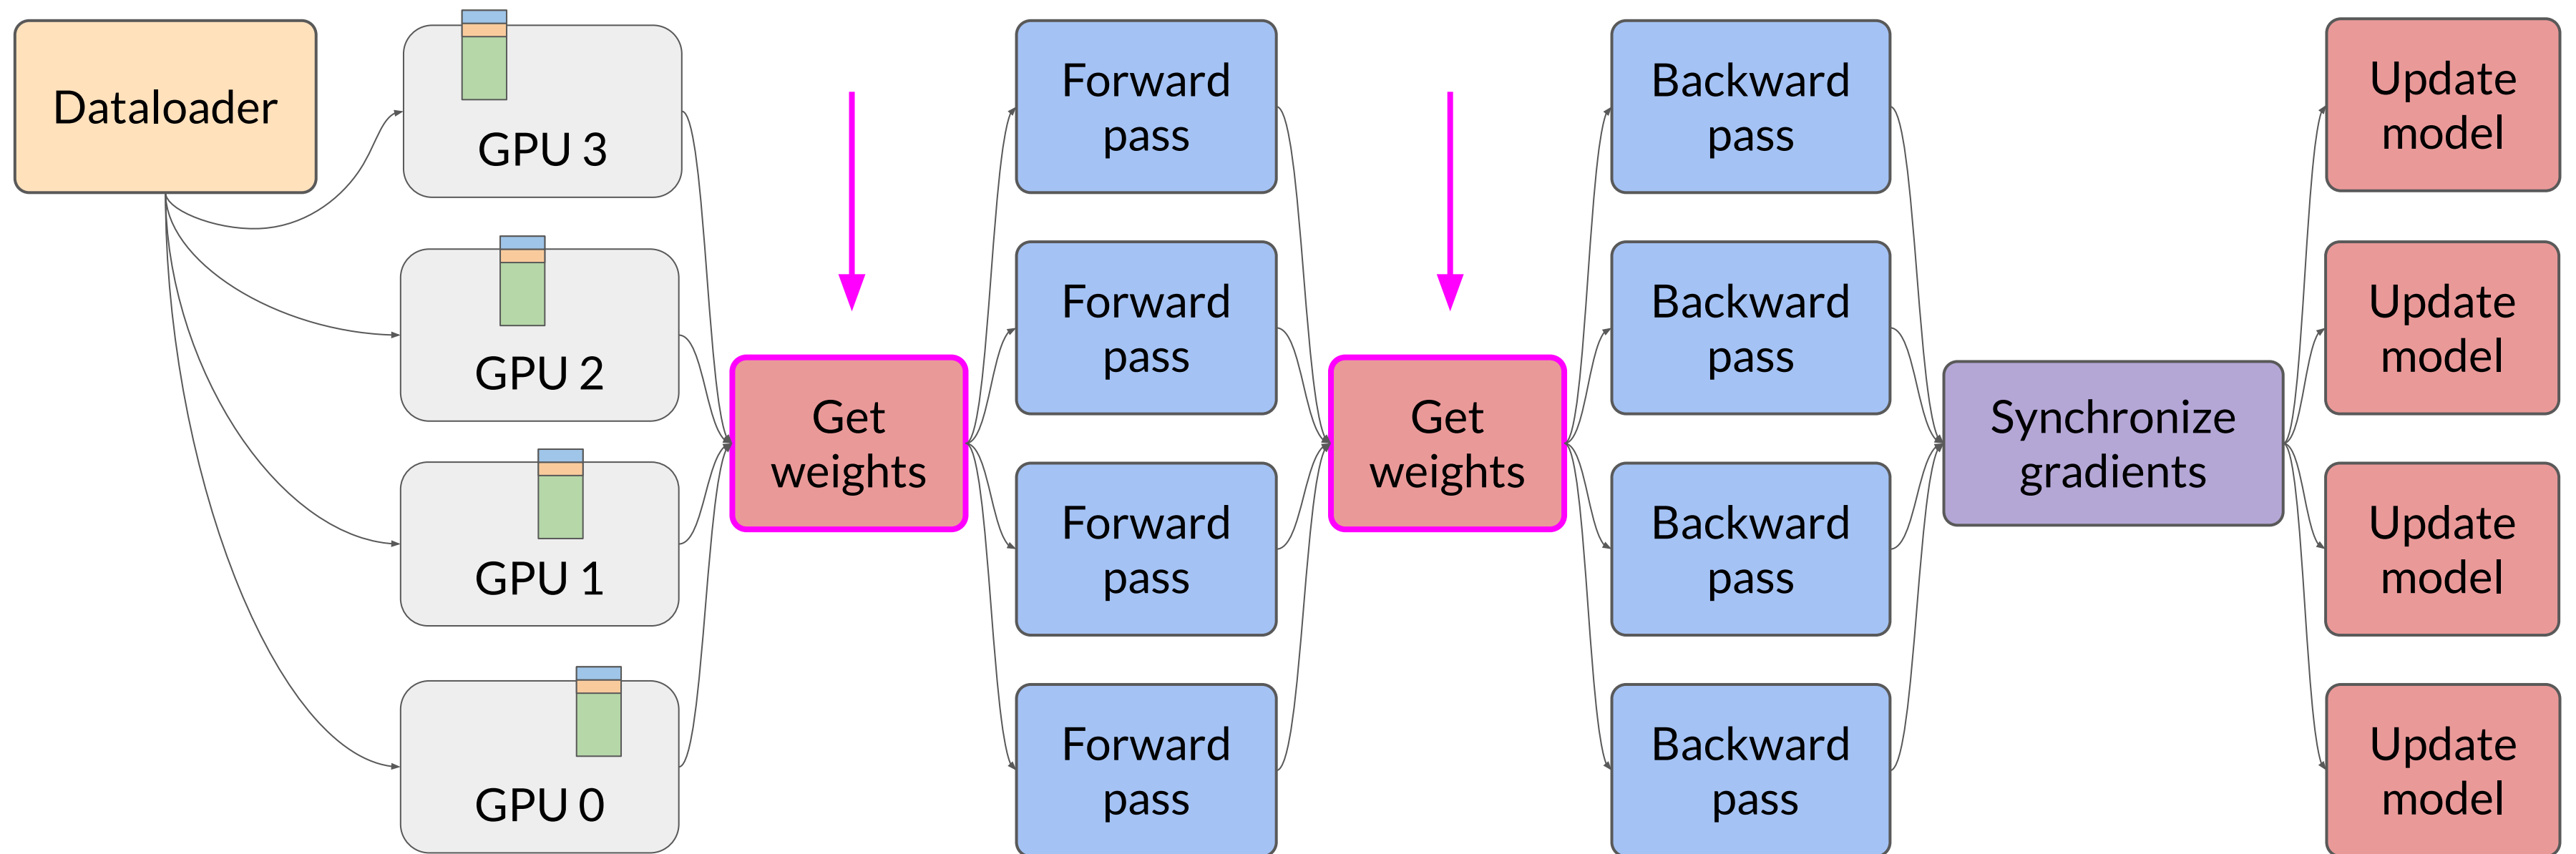 Dataloader
GPU 3
GPU 2
GPU 1
GPU 0
Get
weights
Forward
pass
Forward
pass
Forward
pass
Forward
pass
Get
weights
Backward
pass
Backward
pass
Backward
pass
Backward
pass
Synchronize
gradients
Update
model
Update
model
Update
model
Update
model